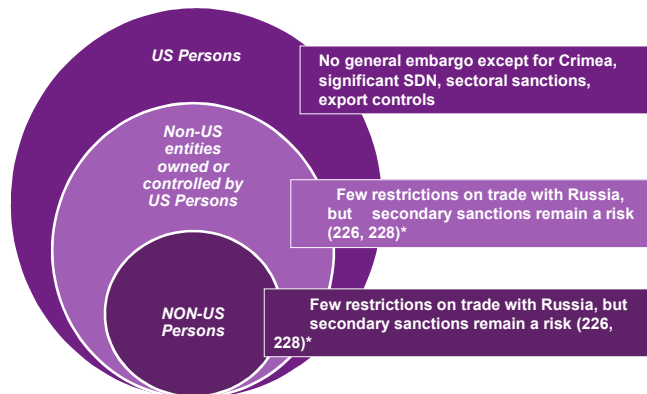 US Persons
No general embargo except for Crimea,
significant SDN, sectoral sanctions,
export controls
Non-US
entities
owned or
controlled by
US Persons
Few restrictions on trade with Russia,
but secondary sanctions remain a risk
(226, 228)*
NON-US
Persons
Few restrictions on trade with Russia, but
secondary sanctions remain a risk (226,
228)*